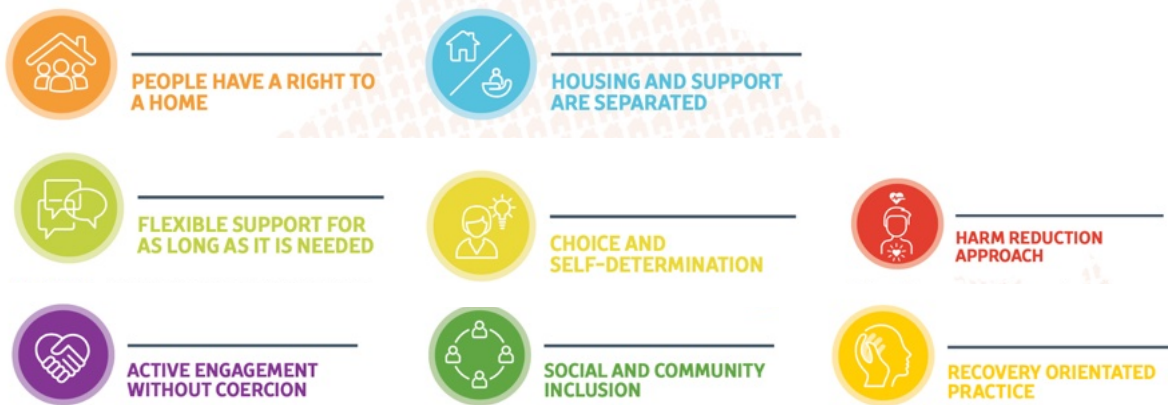 PEOPLE HAVE A RIGHT TO
A HOME
HOUSING AND SUPPORT
ARE SEPARATED
FLEXIBLE SUPPORT FOR
AS LONG AS IT IS NEEDED
CHOICE AND
SELF-DETERMINATION
HARM REDUCTION
APPROACH
ACTIVE ENGAGEMENT
WITHOUT COERCION
SOCIAL AND COMMUNITY
INCLUSION
RECOVERY ORIENTATED
PRACTICE